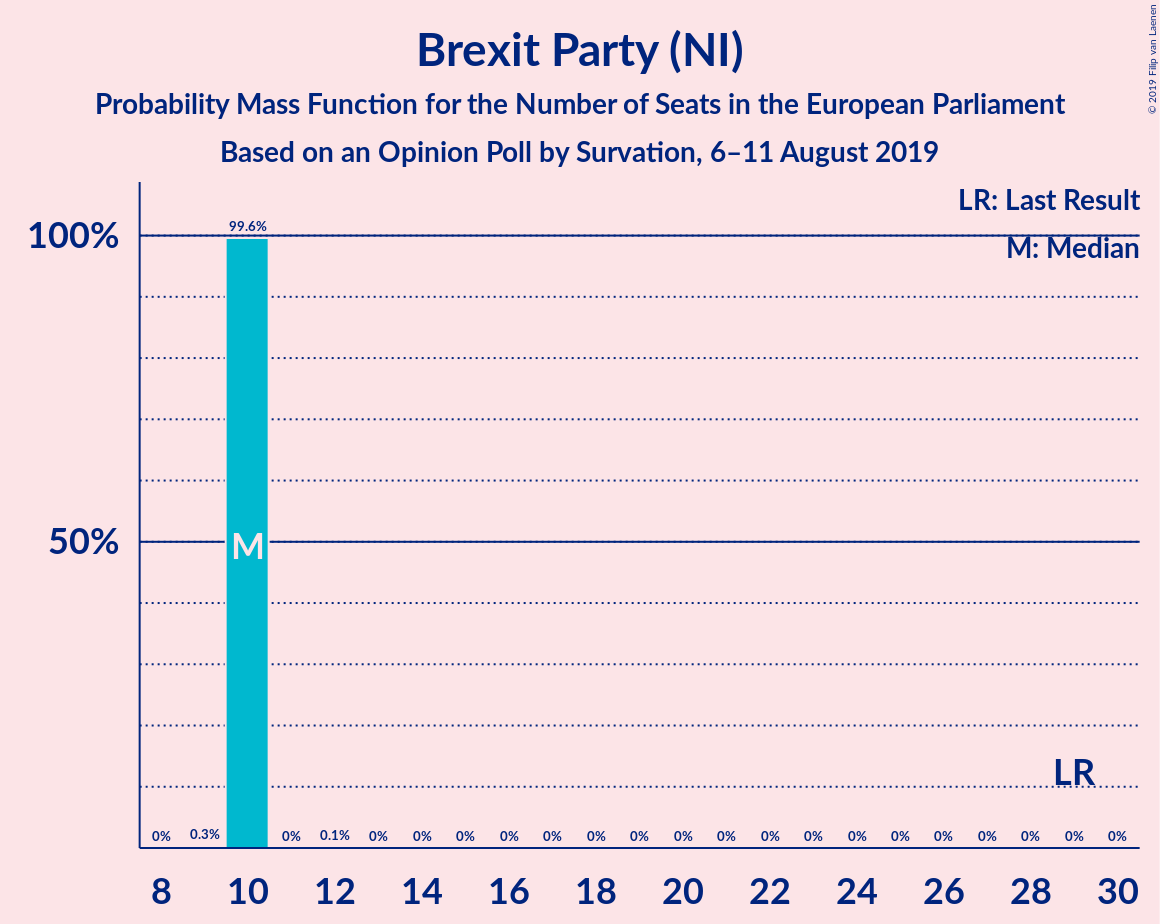 Brexit Party (NI)
Probability Mass Function for the Number of Seats in the European Parliament
Based on an Opinion Poll by Survation, 6–11 August 2019
© 2019 Filip van Laenen
LR: Last Result
M: Median
100%
50%
99.6%
M
LR
0% 0.3% 0% 0.1% 0% 0% 0% 0% 0% 0% 0% 0% 0% 0% 0% 0% 0% 0% 0% 0% 0% 0%
8 10 12 14 16 18 20 22 24 26 28 30